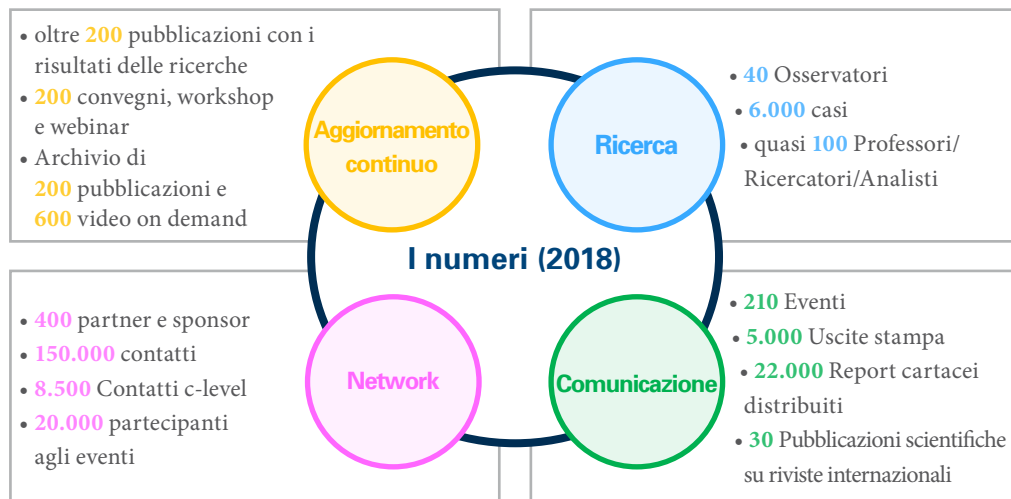 • oltre 200 pubblicazioni con i
risultati delle ricerche
• 200 convegni, workshop
e webinar
• Archivio di
200 pubblicazioni e
600 video on demand
Aggiornamento
continuo
Ricerca
• 40 Osservatori
• 6.000 casi
• quasi 100 Professori/
Ricercatori/Analisti
I numeri (2018)
• 400 partner e sponsor
• 150.000 contatti
• 8.500 Contatti c-level
• 20.000 partecipanti
agli eventi
Network
Comunicazione
• 210 Eventi
• 5.000 Uscite stampa
• 22.000 Report cartacei
distribuiti
• 30 Pubblicazioni scientifiche
su riviste internazionali